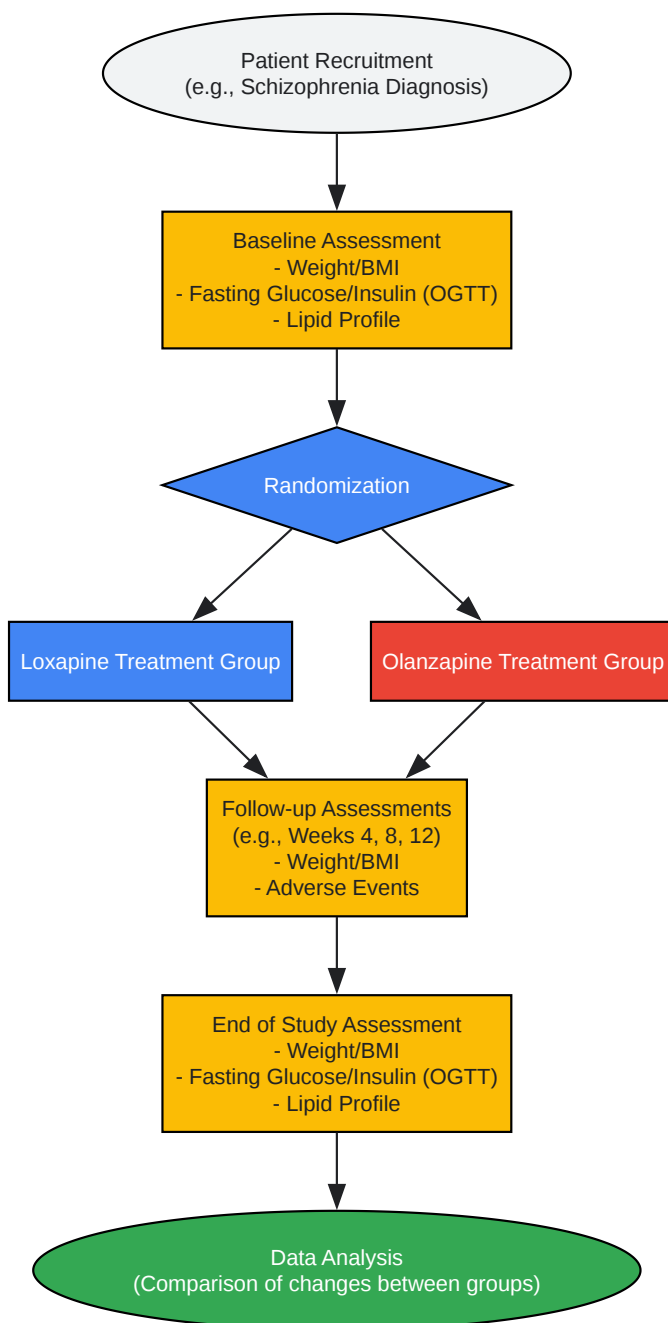 Patient Recruitment
(e.g., Schizophrenia Diagnosis)
Baseline Assessment
- Weight/BMI
- Fasting Glucose/Insulin (OGTT)
- Lipid Profile
Randomization
Loxapine Treatment Group
Olanzapine Treatment Group
Follow-up Assessments
(e.g., Weeks 4, 8, 12)
- Weight/BMI
- Adverse Events
End of Study Assessment
- Weight/BMI
- Fasting Glucose/Insulin (OGTT)
- Lipid Profile
Data Analysis
(Comparison of changes between groups)